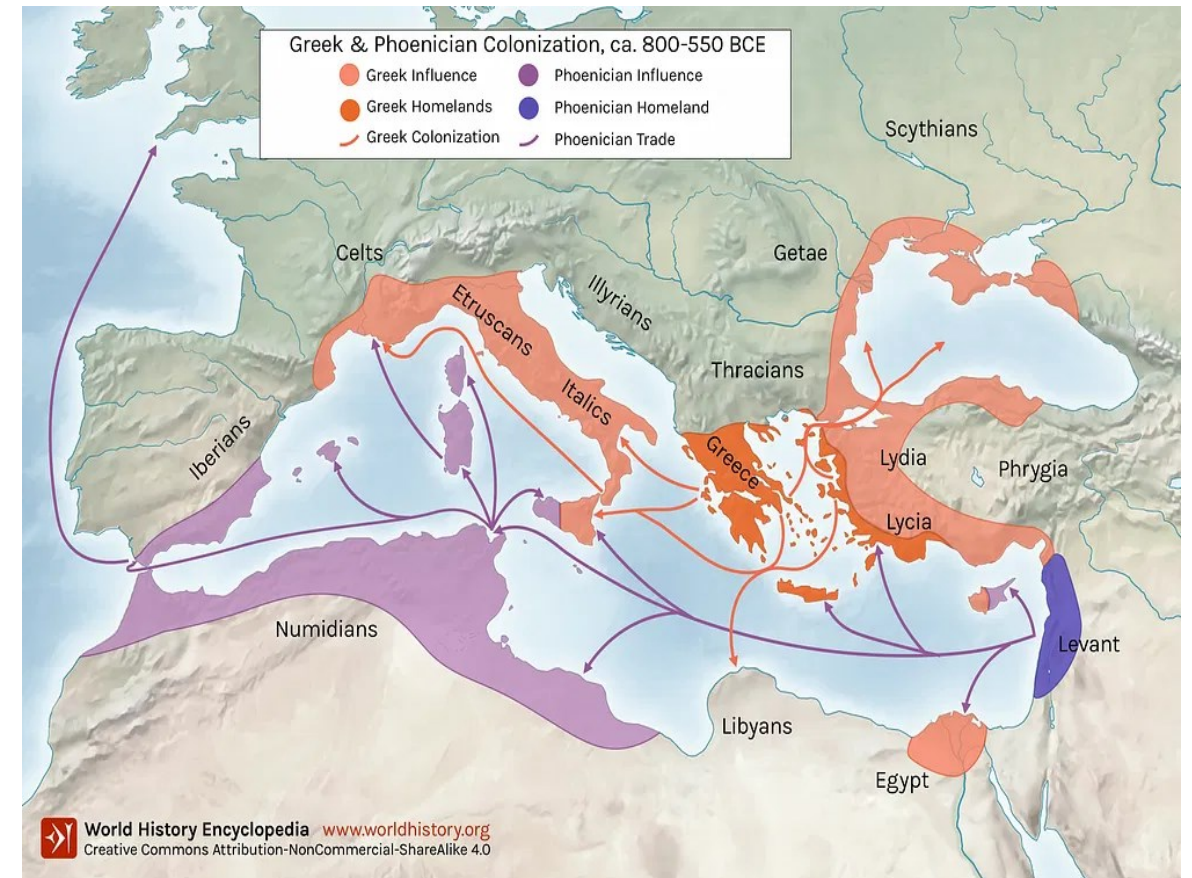 Greek & Phoenician Colonization, ca. 800-550 BCE
Greek Influence
Phoenician Influence
Greek Homelands
Phoenician Homeland
Greek Colonization
Phoenician Trade
Scythians
Celts
Getae
Illyrians
Etruscans
Thracians
Italics
Iberians
Greece
Lydia
Phrygia
Lycia
Numidians
Levant
Libyans
Egypt
World History Encyclopedia www.worldhistory.org
Creative Commons Attribution-NonCommercial-ShareAlike 4.0